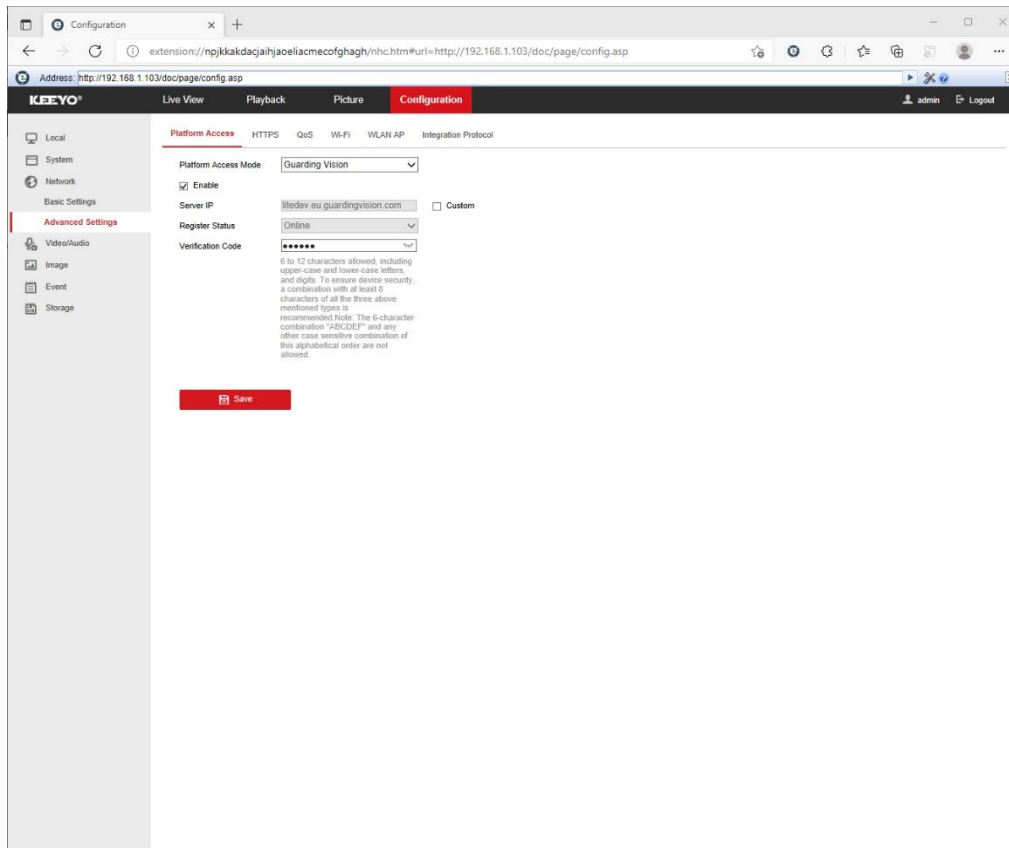 Configuration
extension://npjkkakdacjaihjaoeliacmecofghagh/nhc.htm#url=http://192.168.1.103/doc/page/config.asp
Address: http://192.168.1.103/doc/page/config.asp
KEEYO®
Live View Playback Picture Configuration admin Logout
Platform Access HTTPS QoS Wi-Fi WLAN AP Integration Protocol
Local
System
Network
Basic Settings
Advanced Settings
Video/Audio
Image
Event
Storage
Platform Access Mode Guarding Vision
Enable
Server IP litedev.eu.guardingvision.com Custom
Register Status Online
Verification Code ●●●●●●
6 to 12 characters allowed, including
upper-case and lower-case letters,
and digits. To ensure device security,
a combination with at least 8
characters of all the three above
mentioned types is
recommended.Note: The 6-character
combination "ABCDEF" and any
other case sensitive combination of
this alphabetical order are not
allowed.
Save